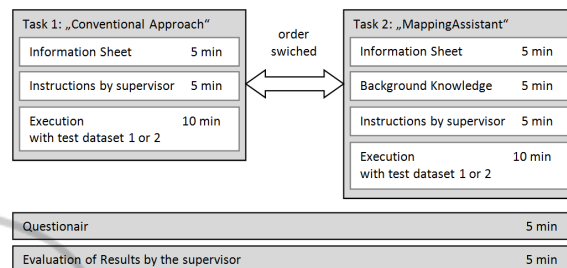 Task 1: „Conventional Approach“
Information Sheet 5 min
Instructions by supervisor 5 min
Execution 10 min
with test dataset 1 or 2
order
swiched
Task 2: „MappingAssistant“
Information Sheet 5 min
Background Knowledge 5 min
Instructions by supervisor 5 min
Execution 10 min
with test dataset 1 or 2
Questionair 5 min
Evaluation of Results by the supervisor 5 min